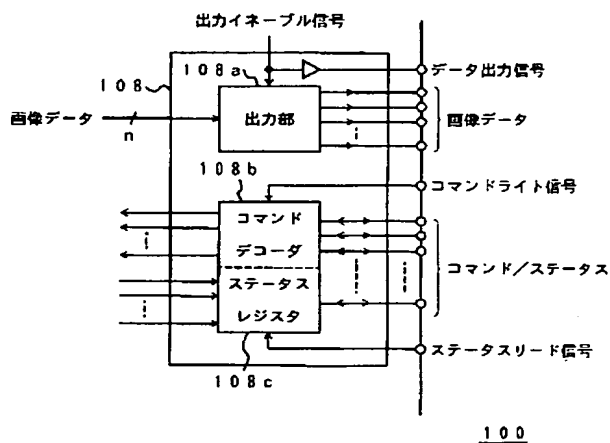 出力イネーブル信号
108a
データ出力信号
108
画像データ
n
出力部
画像データ
108b
コマンドライト信号
コマンド
デコーダ
コマンド/ステータス
ステータス
レジスタ
ステータスリード信号
108c
100